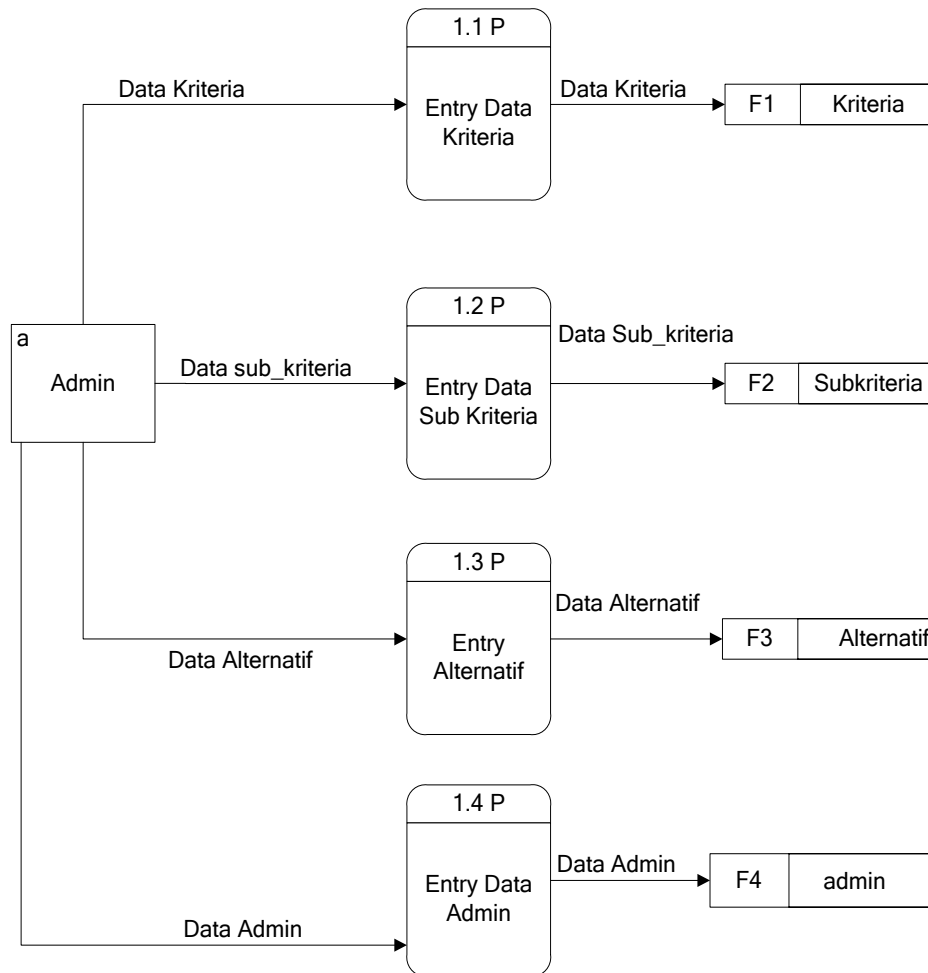 1.1 P
Data Kriteria
Entry Data
Kriteria
Data Kriteria
F1
Kriteria
1.2 P
a
Admin
Data sub_kriteria
Entry Data
Sub Kriteria
Data Sub_kriteria
F2
Subkriteria
1.3 P
Data Alternatif
Entry
Alternatif
Data Alternatif
F3
Alternatif
1.4 P
Data Admin
Entry Data
Admin
Data Admin
F4
admin